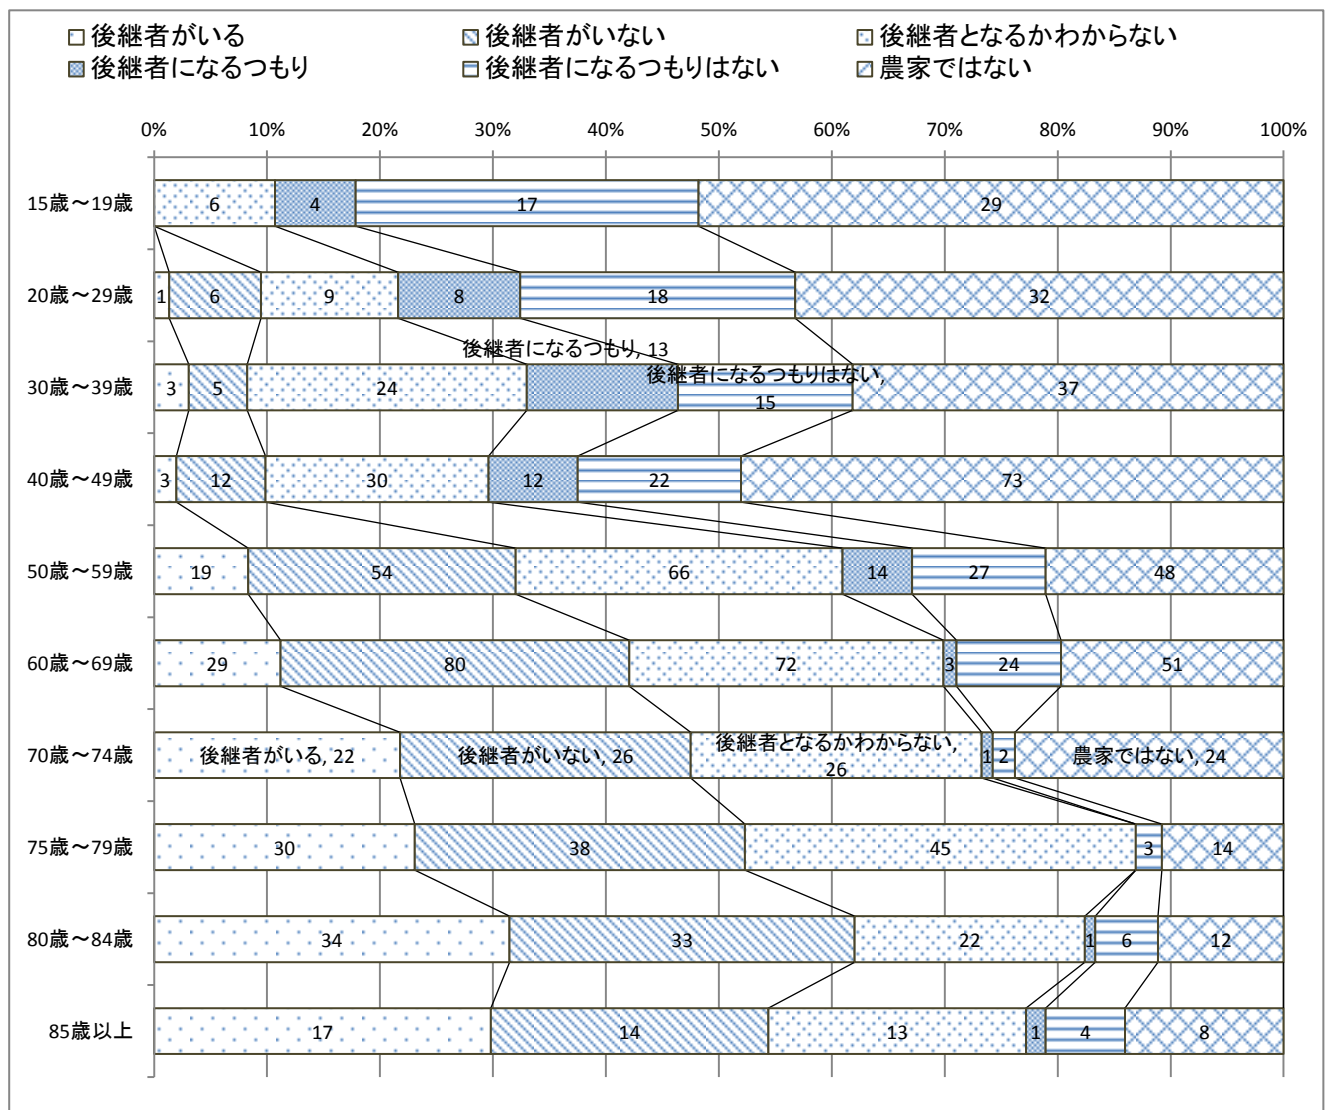 後継者がいる 後継者がいない 後継者となるかわからない
後継者になるつもり 後継者になるつもりはない 農家ではない
0% 10% 20% 30% 40% 50% 60% 70% 80% 90% 100%
15歳～19歳 6 4 17 29
20歳～29歳 1 6 9 8 18 32
後継者になるつもり, 13
後継者になるつもりはない,
30歳～39歳 3 5 24 37
15
40歳～49歳 3 12 30 12 22 73
50歳～59歳 19 54 66 14 27 48
60歳～69歳 29 80 72 3 24 51
後継者となるかわからない,
70歳～74歳 後継者がいる, 22 後継者がいない, 26 1 2 農家ではない, 24
26
75歳～79歳 30 38 45 3 14
80歳～84歳 34 33 22 1 6 12
85歳以上 17 14 13 1 4 8